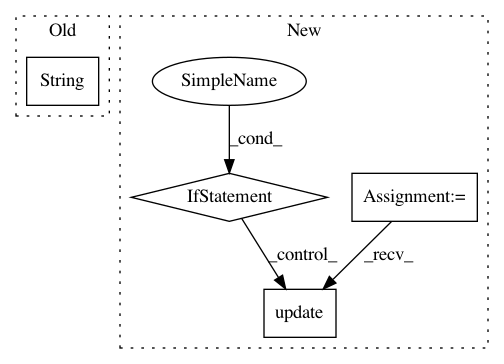 Old
New
String
SimpleName
_cond_
IfStatement
Assignment:=
_control_
_recv_
update